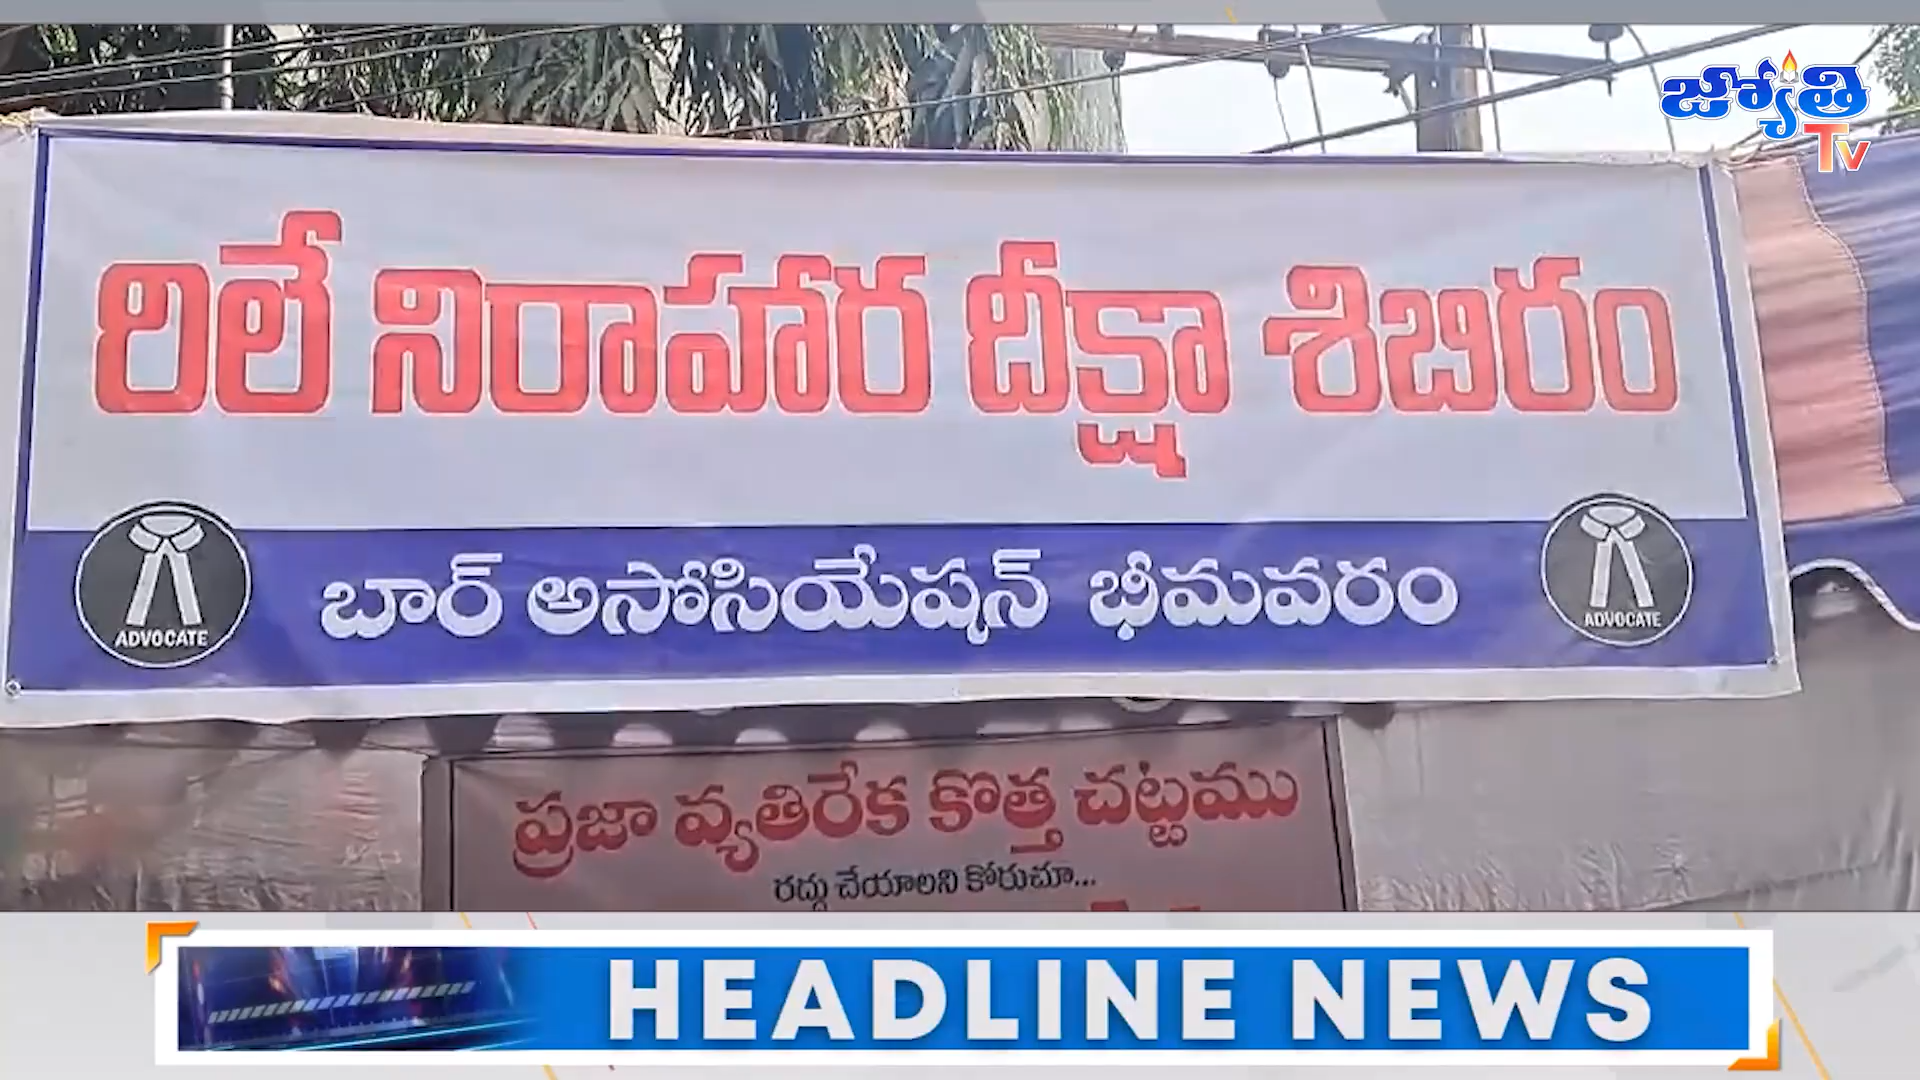 జ్యోతి
Tv
రిలే నిరాహార దీక్షా శిబిరం
ADVOCATE
బార్ అసోసియేషన్ భీమవరం
ADVOCATE
ప్రజా వ్యతిరేక కొత్త చట్టము
రద్దు చేయాలని కోరుచూ...
HEADLINE NEWS